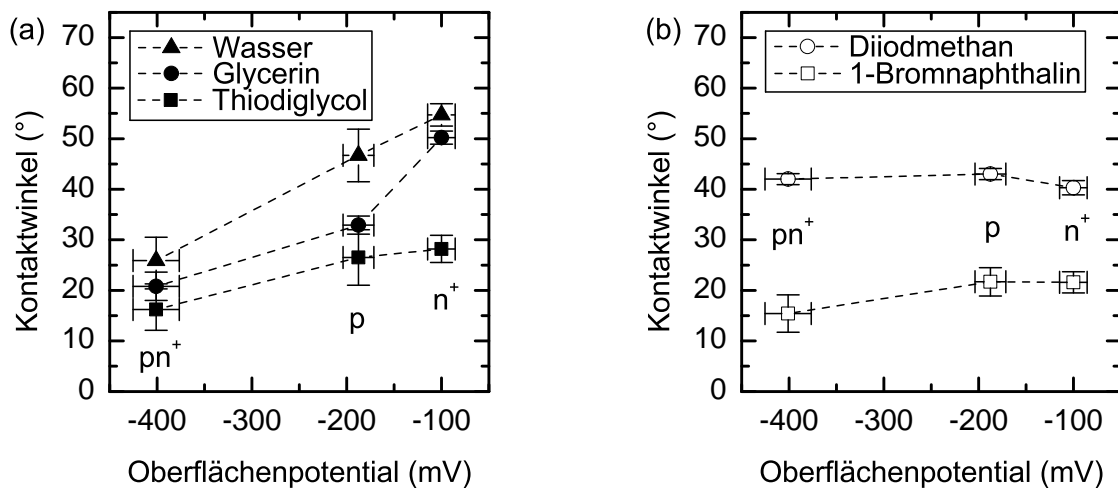 (a)
Kontaktwinkel (°)
70
60
50
40
30
20
10
0
Wasser
Glycerin
Thiodiglycol
pn+
p
n+
-400
-300
-200
-100
Oberflächenpotential (mV)
(b)
Kontaktwinkel (°)
70
60
50
40
30
20
10
0
Diiodmethan
1-Bromnaphthalin
pn+
p
n+
-400
-300
-200
-100
Oberflächenpotential (mV)